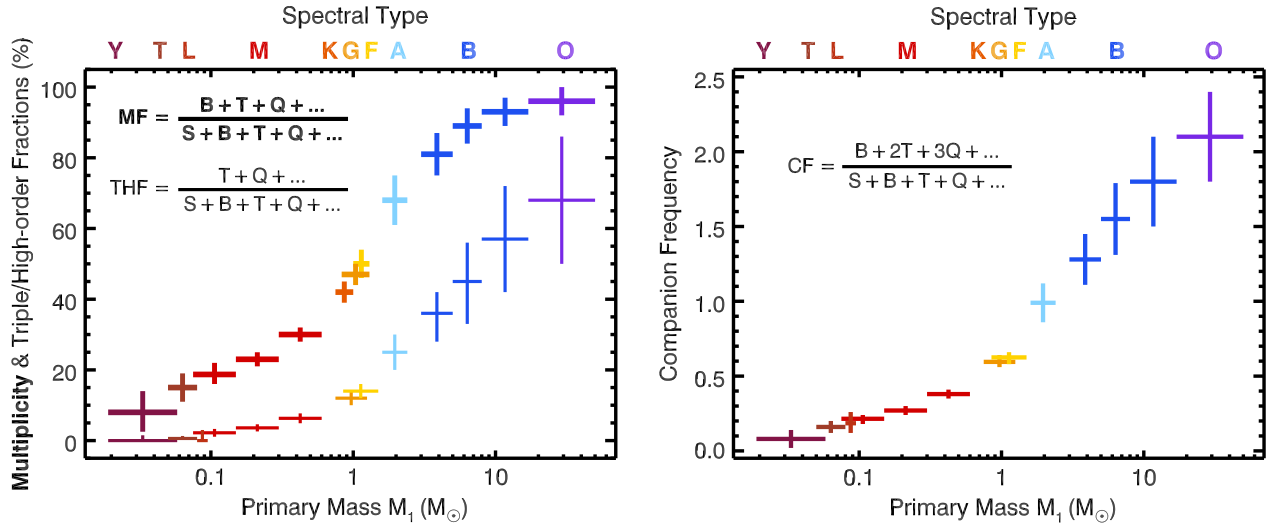 Spectral Type
Y T L M K G F A B O
Multiplicity & Triple/High-order Fractions (%)
100
80
60
40
20
0
MF = B + T + Q + ...
S + B + T + Q + ...
THF = T + Q + ...
S + B + T + Q + ...
0.1 1 10
Primary Mass M₁ (M☉)
Spectral Type
Y T L M K G F A B O
Companion Frequency
2.5
2.0
1.5
1.0
0.5
0.0
CF = B + 2T + 3Q + ...
S + B + T + Q + ...
0.1 1 10
Primary Mass M₁ (M☉)